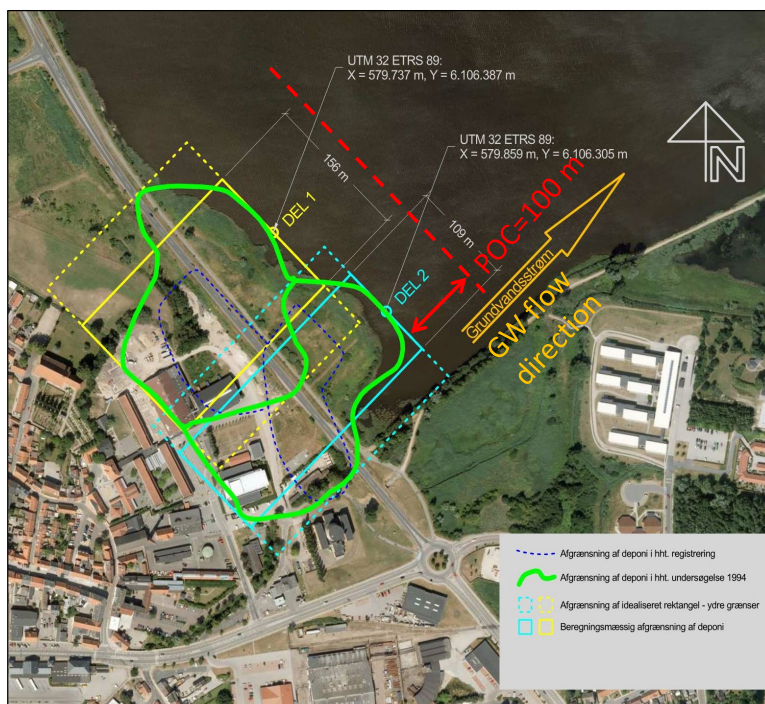 UTM 32 ETRS 89:
X = 579.737 m, Y = 6.106.387 m
UTM 32 ETRS 89:
X = 579.859 m, Y = 6.106.305 m
156 m
109 m
DEL 1
DEL 2
POC=100 m
Grundvandsstrøm
GW flow
direction
N
Afgrænsning af deponi i hht. registrering
Afgrænsning af deponi i hht. undersøgelse 1994
Afgrænsning af idealiseret rektangel - ydre grænser
Beregningsmæssig afgrænsning af deponi